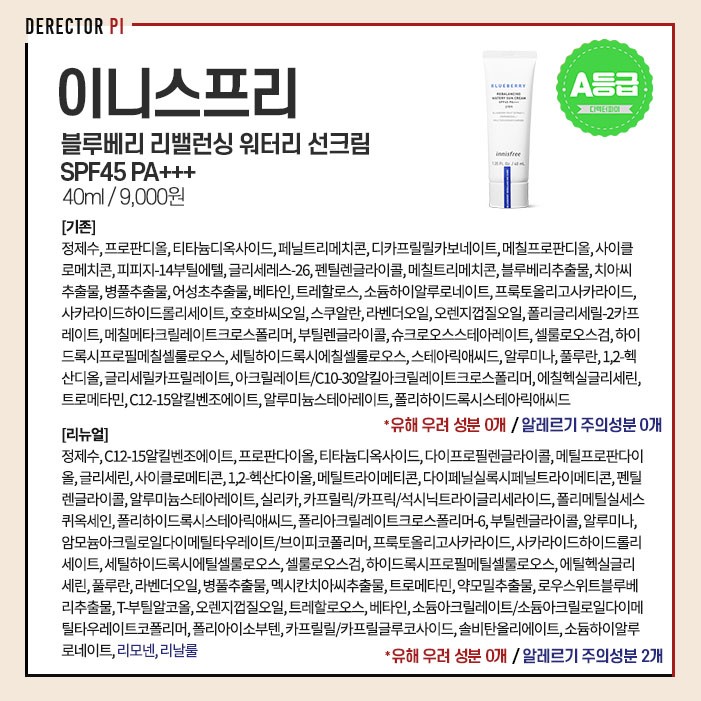 DERECTOR PI
이니스프리
블루베리 리밸런싱 워터리 선크림
SPF45 PA+++
40ml / 9,000원
A등급
디렉터파이
BLUEBERRY
REBALANCING
WATERY SUN CREAM
innisfree
[기존]
정제수, 프로판디올, 티타늄디옥사이드, 페닐트리메치콘, 디카프릴릴카보네이트, 메칠프로판디올, 사이클
로메치콘, 피피지-14부틸에텔, 글리세레스-26, 펜틸렌글라이콜, 메칠트리메치콘, 블루베리추출물, 치아씨
추출물, 병풀추출물, 어성초추출물, 베타인, 트레할로스, 소듐하이알루로네이트, 프룩토올리고사카라이드,
사카라이드하이드롤리세이트, 호호바씨오일, 스쿠알란, 라벤더오일, 오렌지껍질오일, 폴리글리세릴-2카프
레이트, 메칠메타크릴레이트크로스폴리머, 부틸렌글라이콜, 슈크로오스스테아레이트, 셀룰로오스검, 하이
드록시프로필메칠셀룰로오스, 세틸하이드록시에칠셀룰로오스, 스테아릭애씨드, 알루미나, 풀루란, 1,2-헥
산디올, 글리세릴카프릴레이트, 아크릴레이트/C10-30알킬아크릴레이트크로스폴리머, 에칠헥실글리세린,
트로메타민, C12-15알킬벤조에이트, 알루미늄스테아레이트, 폴리하이드록시스테아릭애씨드
*유해 우려 성분 0개 / 알레르기 주의성분 0개
[리뉴얼]
정제수, C12-15알킬벤조에이트, 프로판다이올, 티타늄디옥사이드, 다이프로필렌글라이콜, 메틸프로판다이
올, 글리세린, 사이클로메티콘, 1,2-헥산다이올, 메틸트라이메티콘, 다이페닐실록시페닐트라이메티콘, 펜틸
렌글라이콜, 알루미늄스테아레이트, 실리카, 카프릴릭/카프릭/석시닉트라이글리세라이드, 폴리메틸실세스
퀴옥세인, 폴리하이드록시스테아릭애씨드, 폴리아크릴레이트크로스폴리머-6, 부틸렌글라이콜, 알루미나,
암모늄아크릴로일다이메틸타우레이트/브이피코폴리머, 프룩토올리고사카라이드, 사카라이드하이드롤리
세이트, 세틸하이드록시에틸셀룰로오스, 셀룰로오스검, 하이드록시프로필메틸셀룰로오스, 에틸헥실글리
세린, 풀루란, 라벤더오일, 병풀추출물, 멕시칸치아씨추출물, 트로메타민, 약모밀추출물, 로우스위트블루베
리추출물, T-부틸알코올, 오렌지껍질오일, 트레할로오스, 베타인, 소듐아크릴레이트/소듐아크릴로일다이메
틸타우레이트코폴리머, 폴리아이소부텐, 카프릴릴/카프릴글루코사이드, 솔비탄올리에이트, 소듐하이알루
로네이트, 리모넨, 리날룰
*유해 우려 성분 0개 / 알레르기 주의성분 2개